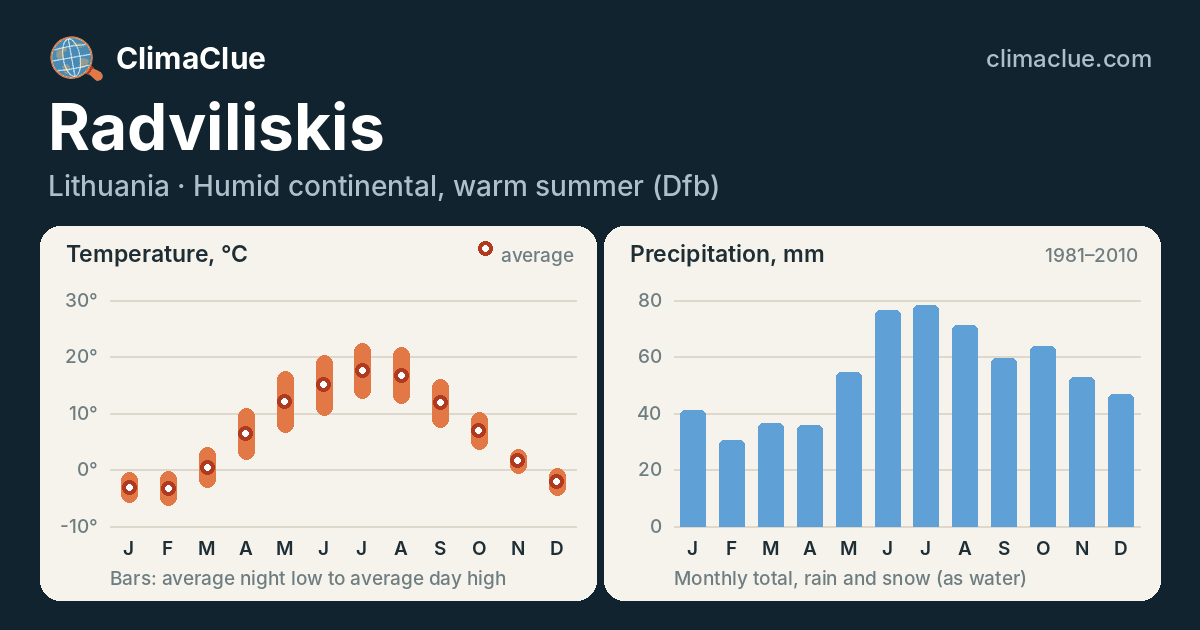 ClimaClue
climaclue.com
Radviliskis
Lithuania · Humid continental, warm summer (Dfb)
Temperature, °C
average
30°
20°
10°
0°
-10°
J F M A M J J A S O N D
Bars: average night low to average day high
Precipitation, mm
1981–2010
80
60
40
20
0
J F M A M J J A S O N D
Monthly total, rain and snow (as water)